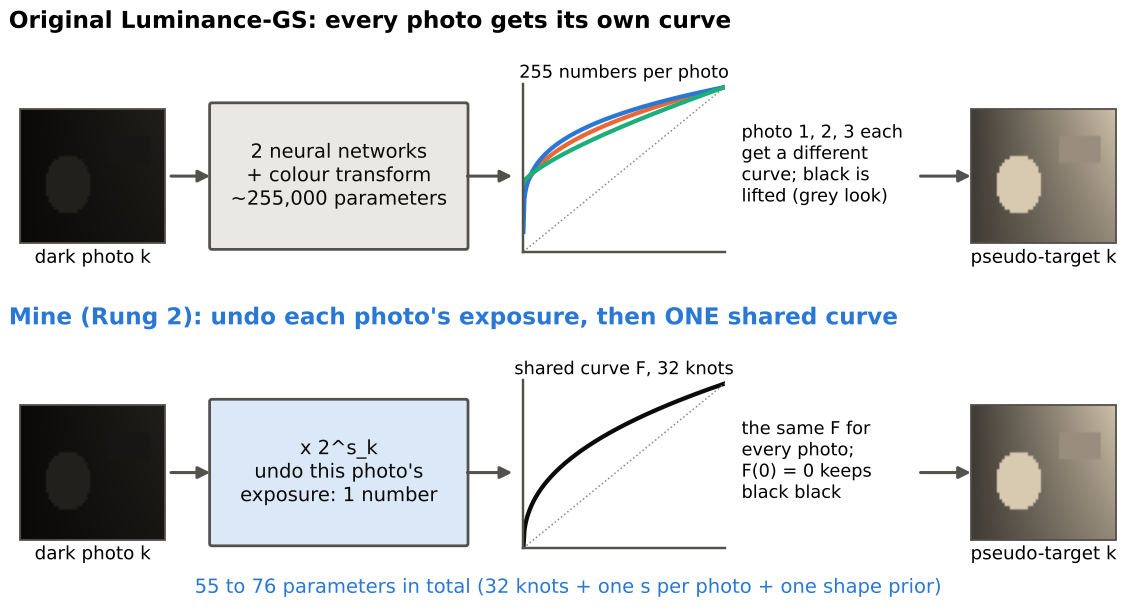 Original Luminance-GS: every photo gets its own curve
255 numbers per photo
2 neural networks
+ colour transform
~255,000 parameters
photo 1, 2, 3 each
get a different
curve; black is
lifted (grey look)
dark photo k
pseudo-target k
Mine (Rung 2): undo each photo's exposure, then ONE shared curve
shared curve F, 32 knots
x 2^s_k
undo this photo's
exposure: 1 number
the same F for
every photo;
F(0) = 0 keeps
black black
dark photo k
pseudo-target k
55 to 76 parameters in total (32 knots + one s per photo + one shape prior)